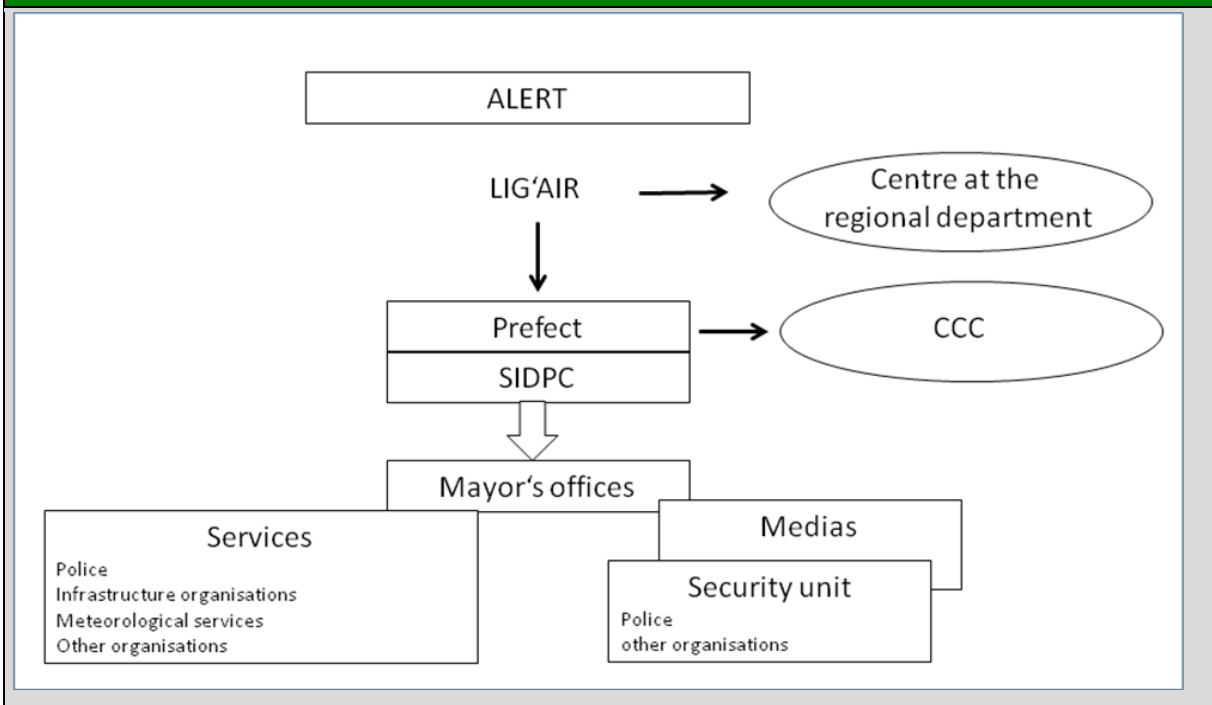 ALERT
LIG‘AIR
Centre at the
regional department
Prefect
CCC
SIDPC
Mayor‘s offices
Services
Police
Infrastructure organisations
Meteorological services
Other organisations
Medias
Security unit
Police
other organisations